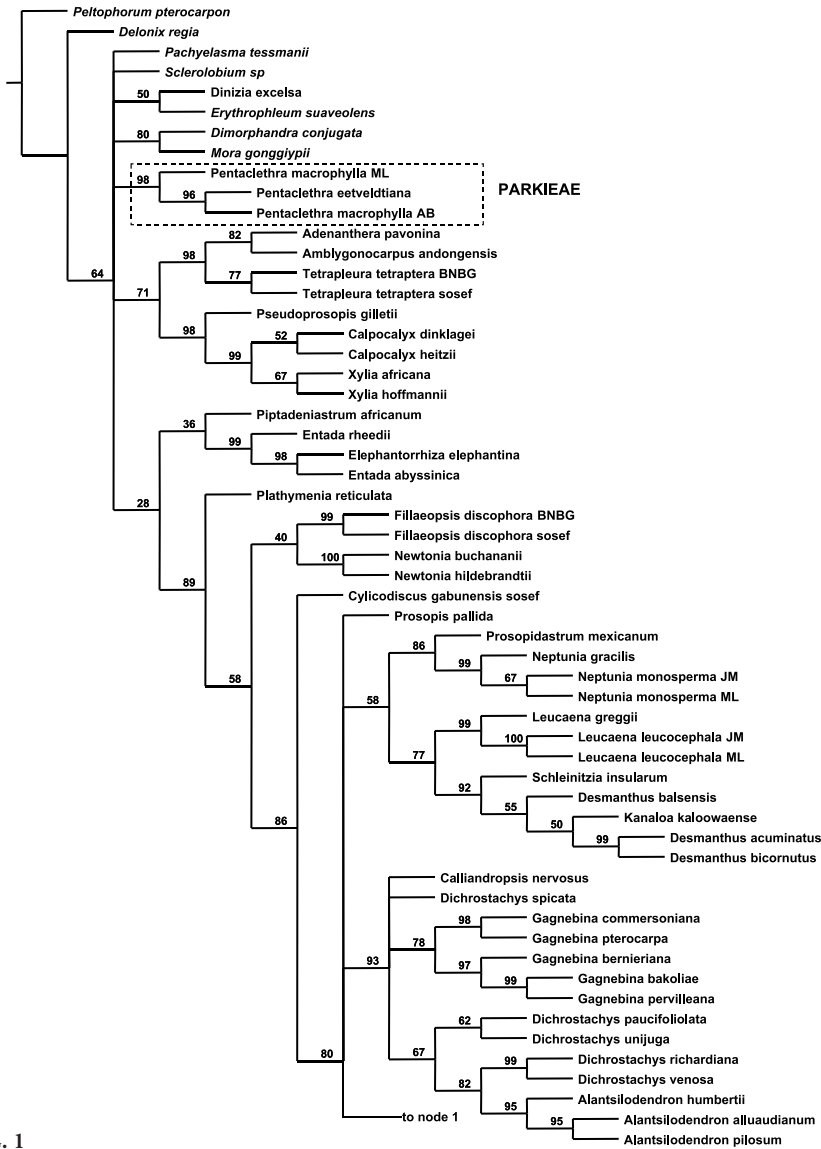 Peltophorum pterocarpon
Delonix regia
Pachyelasma tessmanii
Sclerolobium sp
50
Dinizia excelsa
Erythrophleum suaveolens
80
Dimorphandra conjugata
Mora gonggiypii
98
Pentaclethra macrophylla ML
96
Pentaclethra eetveldtiana
Pentaclethra macrophylla AB
PARKIEAE
82
Adenanthera pavonina
Amblygonocarpus andongensis
98
77
Tetrapleura tetraptera BNBG
Tetrapleura tetraptera sosef
64
71
Pseudoprosopis gilletii
98
52
Calpocalyx dinklagei
Calpocalyx heitzii
99
67
Xylia africana
Xylia hoffmannii
Piptadeniastrum africanum
36
Entada rheedii
99
98
Elephantorrhiza elephantina
Entada abyssinica
28
Plathymenia reticulata
99
Fillaeopsis discophora BNBG
Fillaeopsis discophora sosef
40
100
Newtonia buchananii
Newtonia hildebrandtii
89
Cylicodiscus gabunensis sosef
Prosopis pallida
86
Prosopidastrum mexicanum
99
Neptunia gracilis
67
Neptunia monosperma JM
Neptunia monosperma ML
58
58
99
Leucaena greggii
100
Leucaena leucocephala JM
Leucaena leucocephala ML
77
92
Schleinitzia insularum
55
Desmanthus balsensis
50
Kanaloa kaloowaense
99
Desmanthus acuminatus
Desmanthus bicornutus
86
Calliandropsis nervosus
Dichrostachys spicata
98
Gagnebina commersoniana
Gagnebina pterocarpa
78
97
Gagnebina bernieriana
99
Gagnebina bakoliae
Gagnebina pervilleana
93
62
Dichrostachys paucifoliolata
Dichrostachys unijuga
67
99
Dichrostachys richardiana
Dichrostachys venosa
82
95
Alantsilodendron humbertii
95
Alantsilodendron alluaudianum
Alantsilodendron pilosum
80
to node 1
. 1